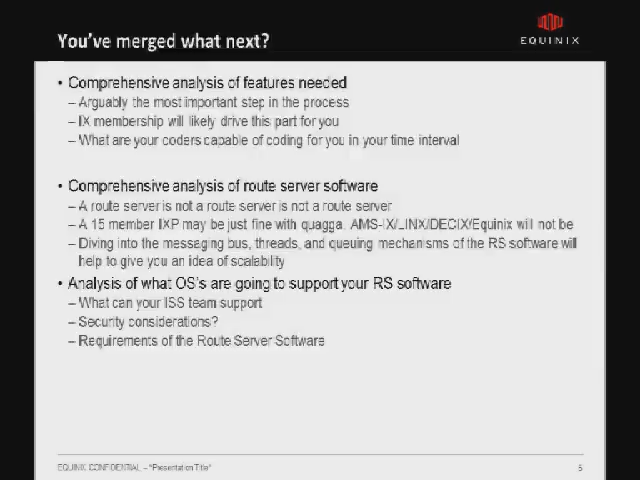 You've merged what next?
EQUINIX
• Comprehensive analysis of features needed
– Arguably the most important step in the process
– IX membership will likely drive this part for you
– What are your coders capable of coding for you in your time interval
• Comprehensive analysis of route server software
– A route server is not a route server is not a route server
– A 15 member IXP may be just fine with quagga. AMS-IX/LINX/DECIX/Equinix will not be
– Diving into the messaging bus, threads, and queuing mechanisms of the RS software will
help to give you an idea of scalability
• Analysis of what OS's are going to support your RS software
– What can your ISS team support
– Security considerations?
– Requirements of the Route Server Software
EQUINIX CONFIDENTIAL – "Presentation Title"
5